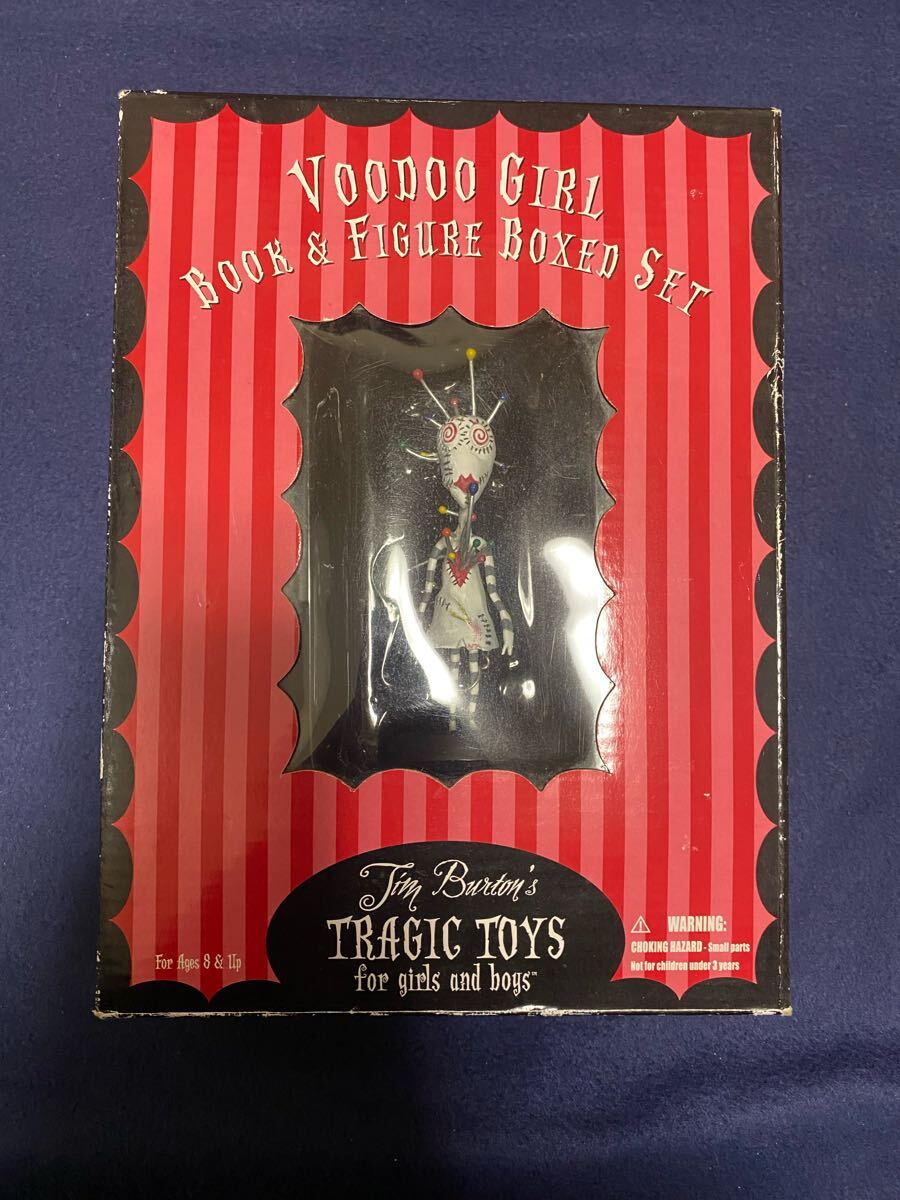 VOODOO GIRL
BOOK & FIGURE BOXED SET
Tim Burton's
TRAGIC TOYS
for girls and boys™
For Ages 8 & Up
WARNING:
CHOKING HAZARD - Small parts
Not for children under 3 years